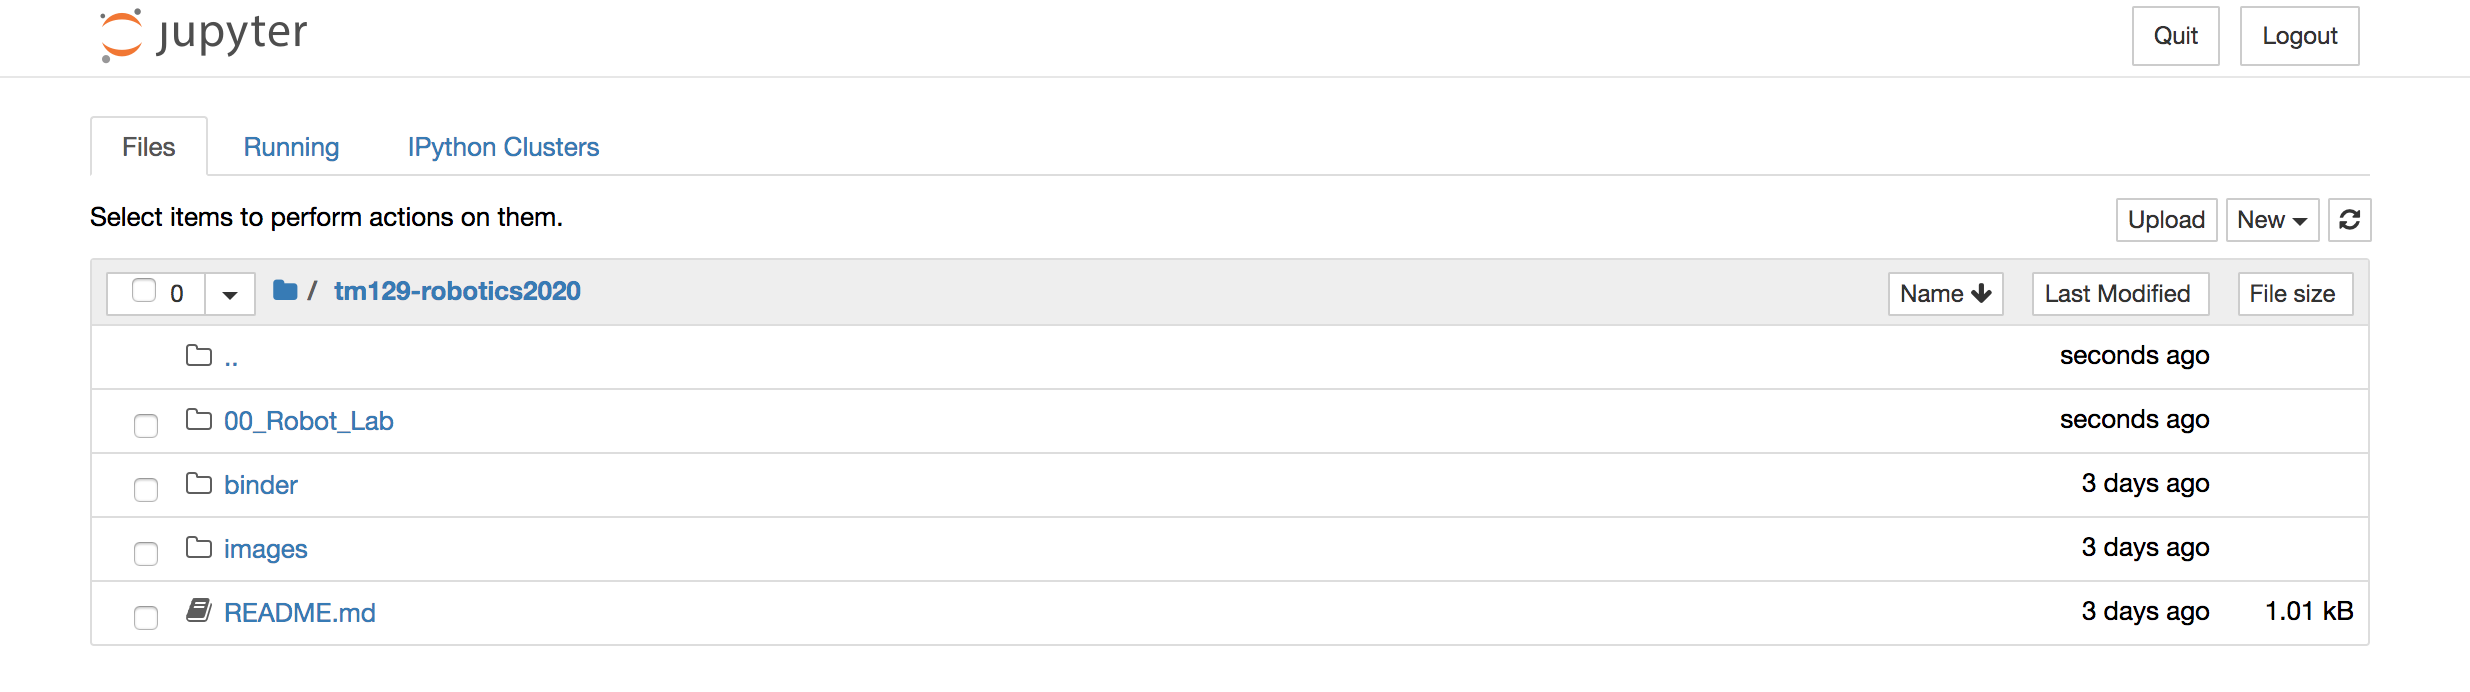 jupyter Quit Logout
Files Running IPython Clusters
Select items to perform actions on them. Upload New
0 / tm129-robotics2020 Name Last Modified File size
.. seconds ago
00_Robot_Lab seconds ago
binder 3 days ago
images 3 days ago
README.md 3 days ago 1.01 kB